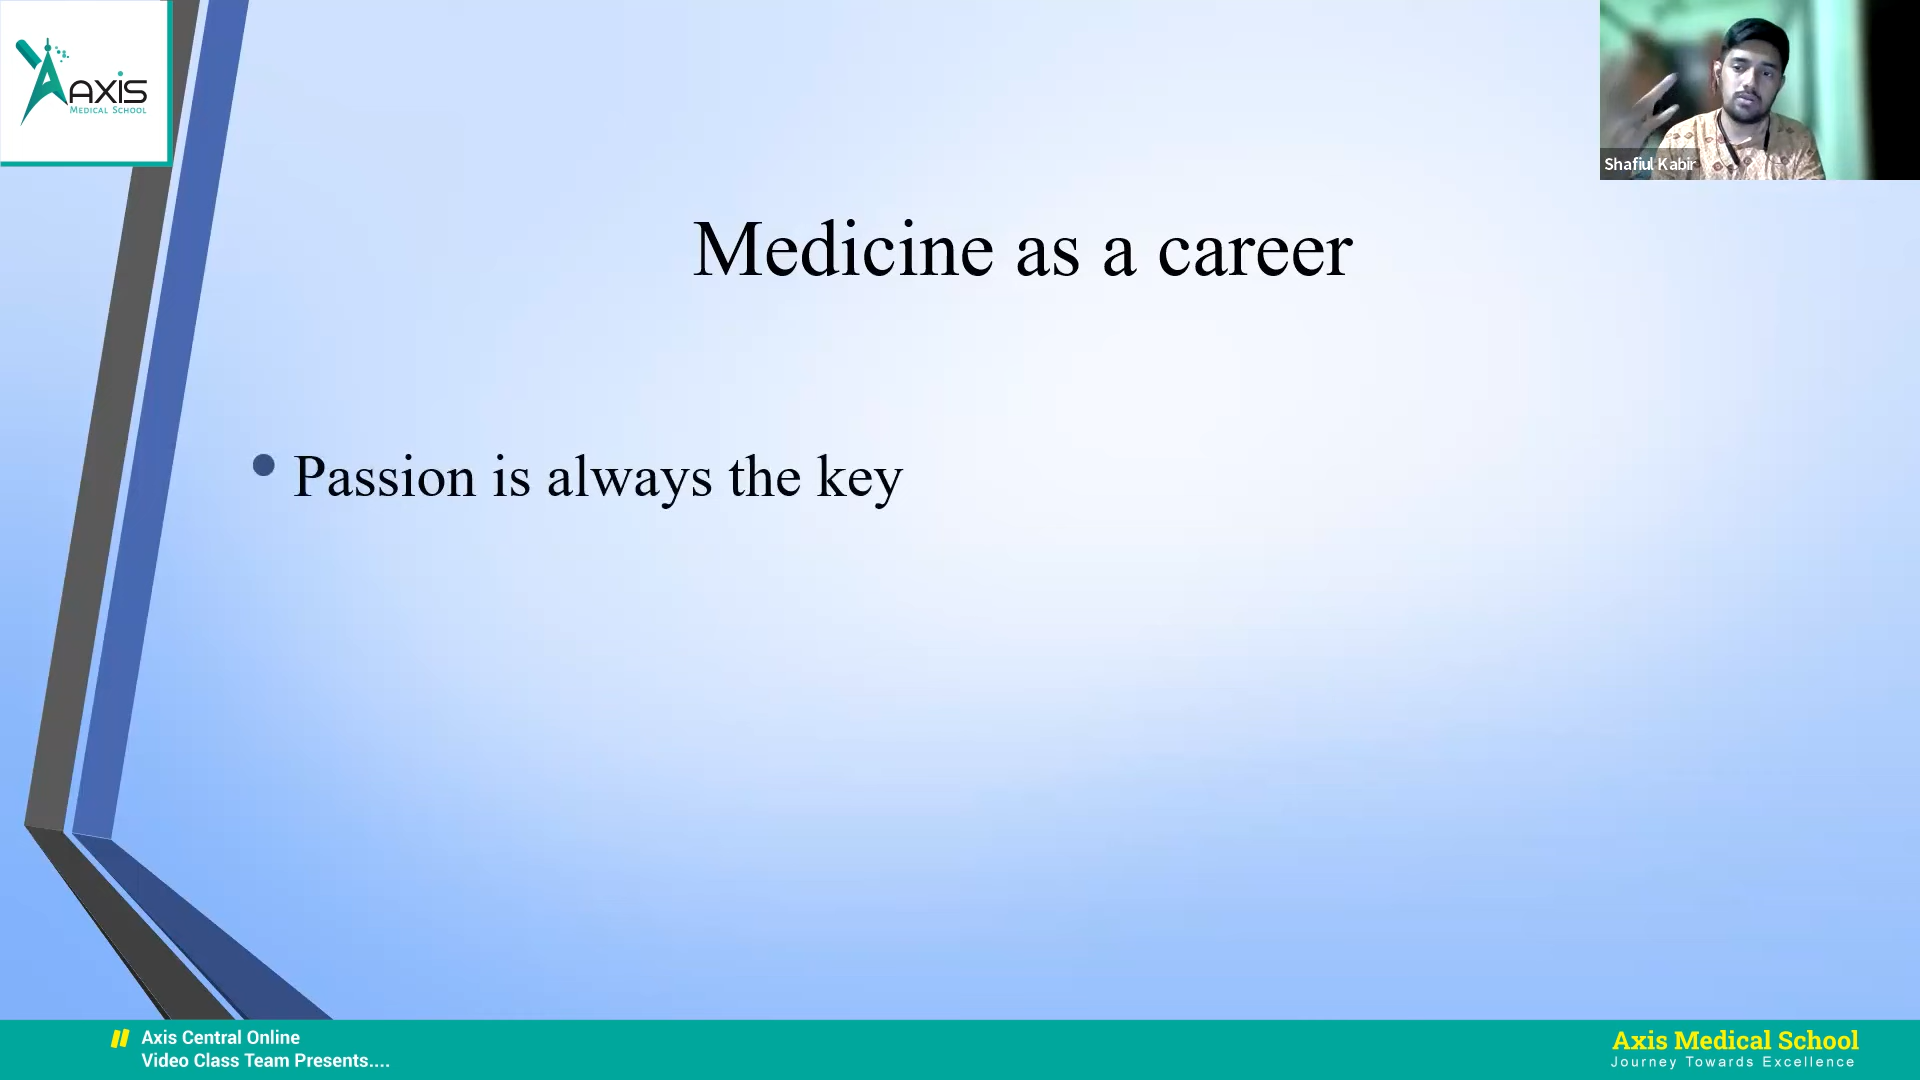 AXIS
MEDICAL SCHOOL
Shafiul Kabir
Medicine as a career
• Passion is always the key
Axis Central Online
Video Class Team Presents....
Axis Medical School
Journey Towards Excellence